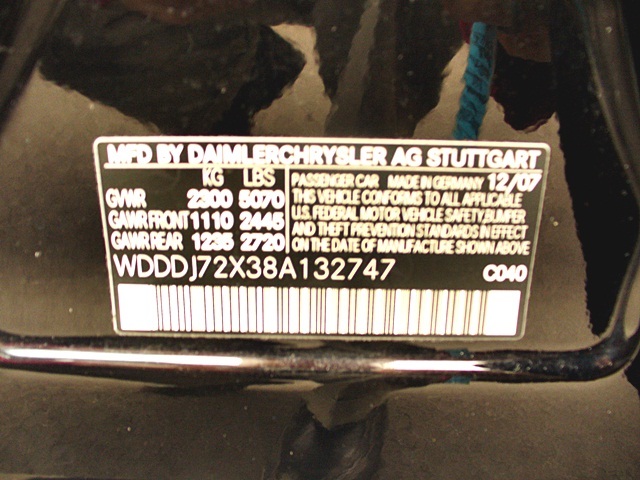 MFD BY DAIMLERCHRYSLER AG STUTTGART
KG LBS
GVWR 2300 5070
GAWR FRONT 1110 2445
GAWR REAR 1235 2720
PASSENGER CAR MADE IN GERMANY 12/07
THIS VEHICLE CONFORMS TO ALL APPLICABLE
U.S. FEDERAL MOTOR VEHICLE SAFETY, BUMPER
AND THEFT PREVENTION STANDARDS IN EFFECT
ON THE DATE OF MANUFACTURE SHOWN ABOVE
WDDDJ72X38A132747
C040